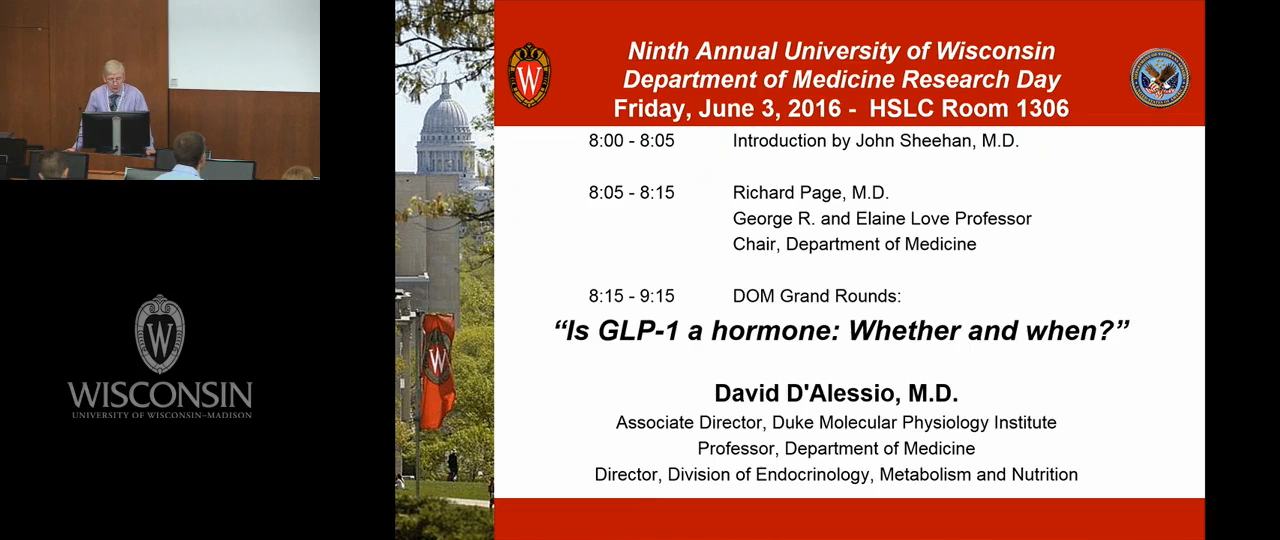 Ninth Annual University of Wisconsin
Department of Medicine Research Day
Friday, June 3, 2016 - HSLC Room 1306
8:00 - 8:05 Introduction by John Sheehan, M.D.
8:05 - 8:15 Richard Page, M.D.
George R. and Elaine Love Professor
Chair, Department of Medicine
8:15 - 9:15 DOM Grand Rounds:
“Is GLP-1 a hormone: Whether and when?”
David D'Alessio, M.D.
Associate Director, Duke Molecular Physiology Institute
Professor, Department of Medicine
Director, Division of Endocrinology, Metabolism and Nutrition
W
W
W
WISCONSIN
UNIVERSITY OF WISCONSIN–MADISON